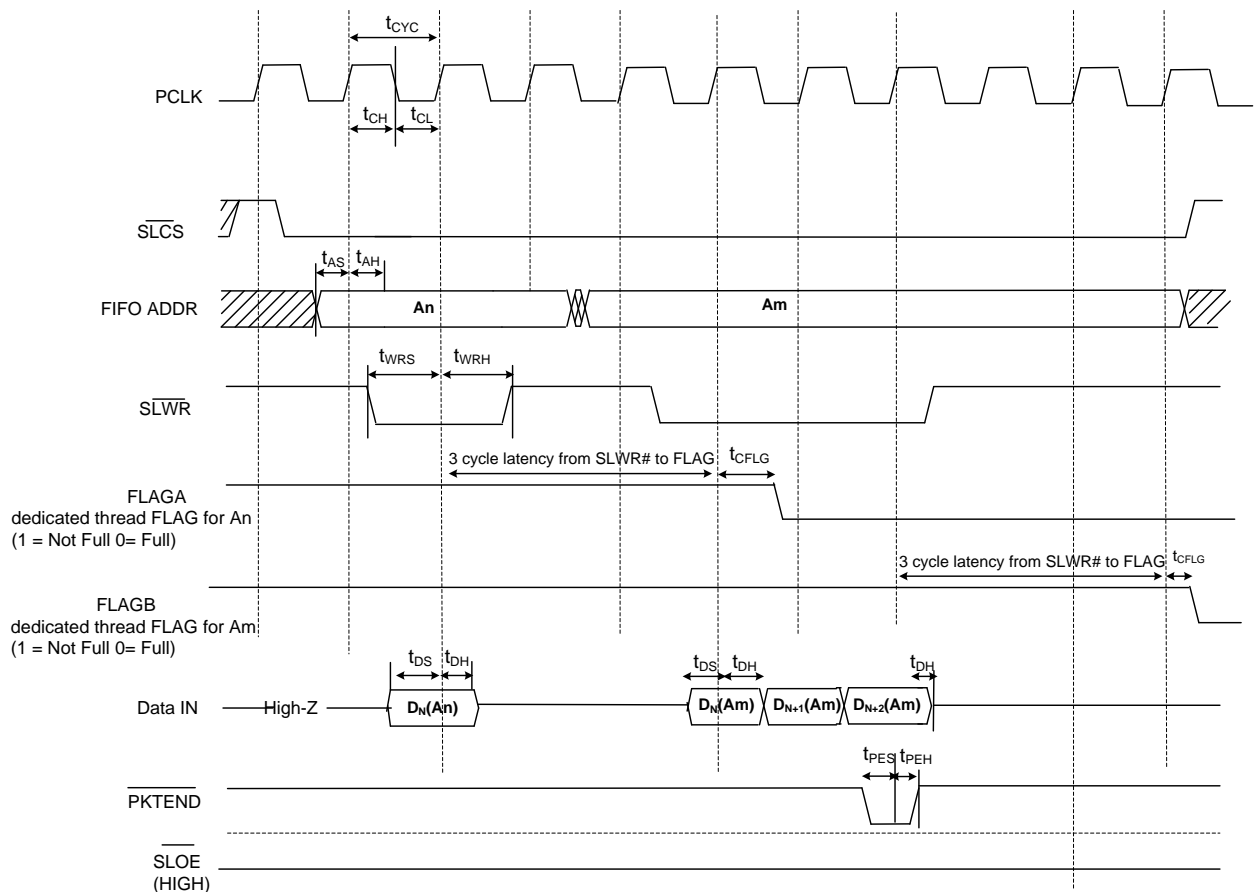 tCYC
PCLK
tCH
tCL
SLCS
tAS
tAH
FIFO ADDR
An
Am
tWRS
tWRH
SLWR
3 cycle latency from SLWR# to FLAG
tCFLG
FLAGA
dedicated thread FLAG for An
(1 = Not Full 0= Full)
3 cycle latency from SLWR# to FLAG
tCFLG
FLAGB
dedicated thread FLAG for Am
(1 = Not Full 0= Full)
tDS
tDH
tDS
tDH
tDH
Data IN
High-Z
DN(An)
DN(Am)
DN+1(Am)
DN+2(Am)
tPES
tPEH
PKTEND
SLOE
(HIGH)